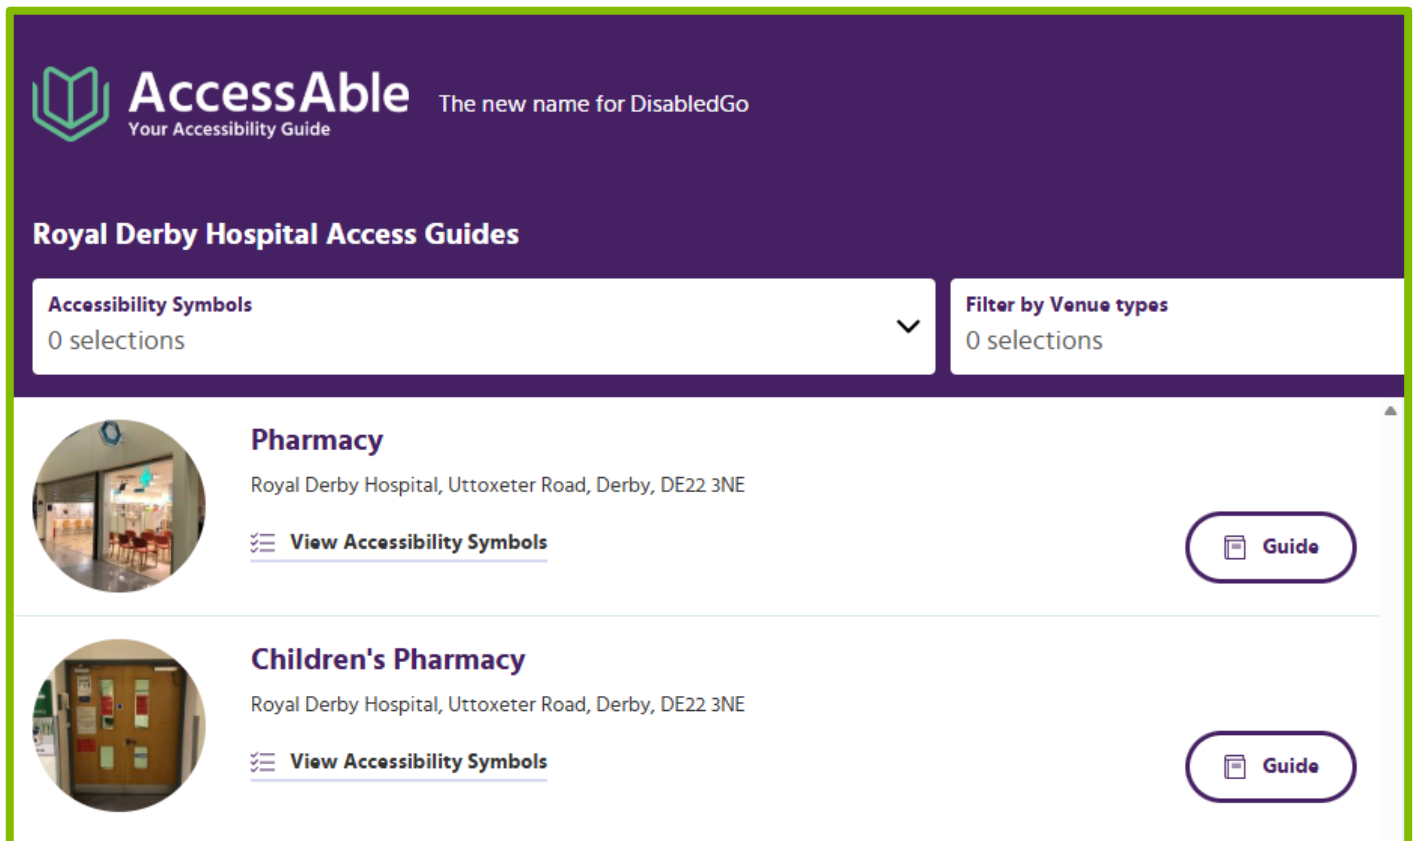 AccessAble
Your Accessibility Guide
The new name for DisabledGo
Royal Derby Hospital Access Guides
Accessibility Symbols
0 selections
Filter by Venue types
0 selections
Pharmacy
Royal Derby Hospital, Uttoxeter Road, Derby, DE22 3NE
View Accessibility Symbols
Guide
Children's Pharmacy
Royal Derby Hospital, Uttoxeter Road, Derby, DE22 3NE
View Accessibility Symbols
Guide